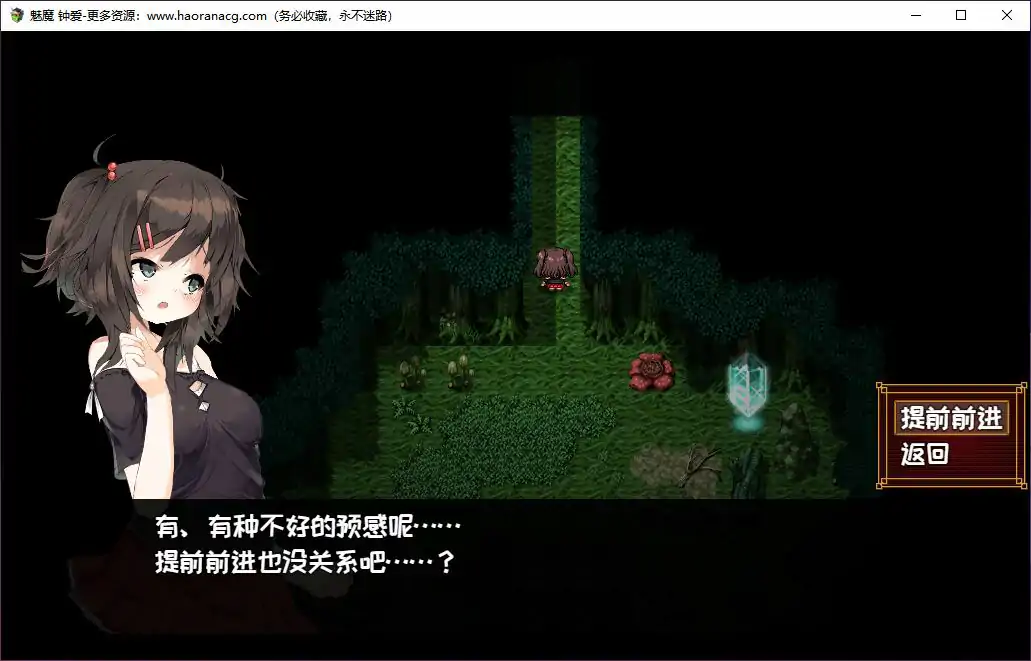 魅魔 钟爱-更多资源：www.haoranacg.com（务必收藏，永不迷路）
提前前进
返回
有、有种不好的预感呢……
提前前进也没关系吧……？